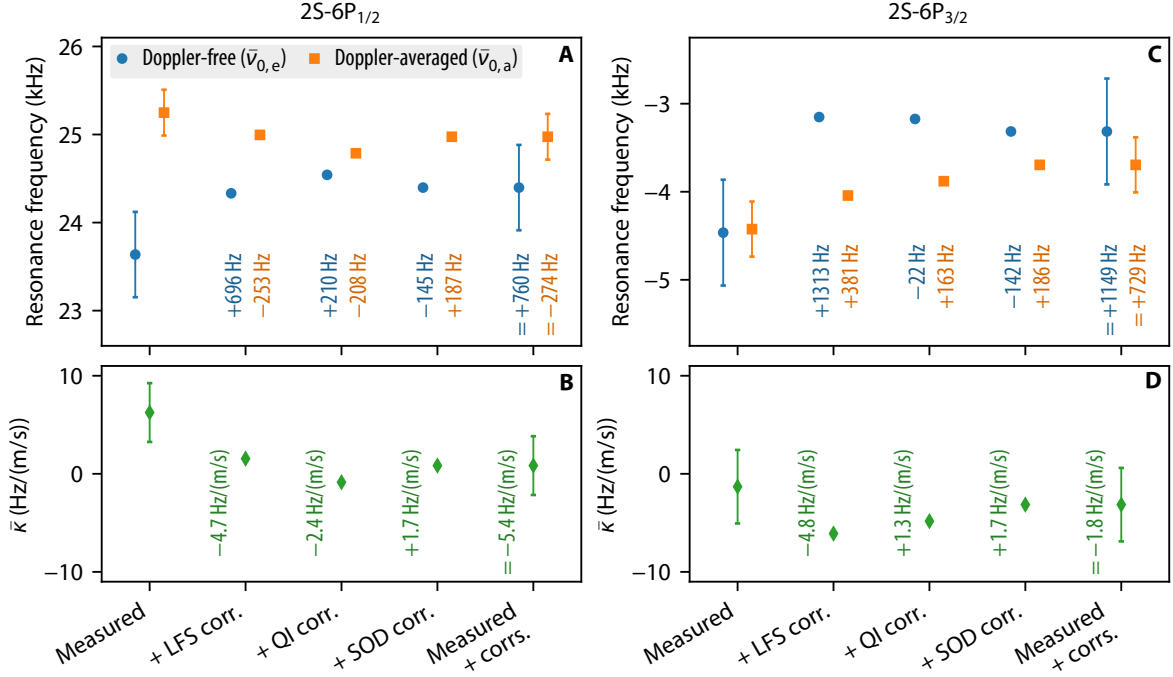 2S-6P1/2
2S-6P3/2
Resonance frequency (kHz)
26
25
24
23
Doppler-free (ν̄0, e)
Doppler-averaged (ν̄0, a)
A
+696 Hz
−253 Hz
+210 Hz
−208 Hz
−145 Hz
+187 Hz
=+760 Hz
=−274 Hz
Resonance frequency (kHz)
−3
−4
−5
C
+1313 Hz
+381 Hz
−22 Hz
+163 Hz
−142 Hz
+186 Hz
=+1149 Hz
=+729 Hz
κ̄ (Hz/(m/s))
10
0
−10
B
−4.7 Hz/(m/s)
−2.4 Hz/(m/s)
+1.7 Hz/(m/s)
=−5.4 Hz/(m/s)
Measured
+ LFS corr.
+ QI corr.
+ SOD corr.
Measured
+ corrs.
κ̄ (Hz/(m/s))
10
0
−10
D
−4.8 Hz/(m/s)
+1.3 Hz/(m/s)
+1.7 Hz/(m/s)
=−1.8 Hz/(m/s)
Measured
+ LFS corr.
+ QI corr.
+ SOD corr.
Measured
+ corrs.